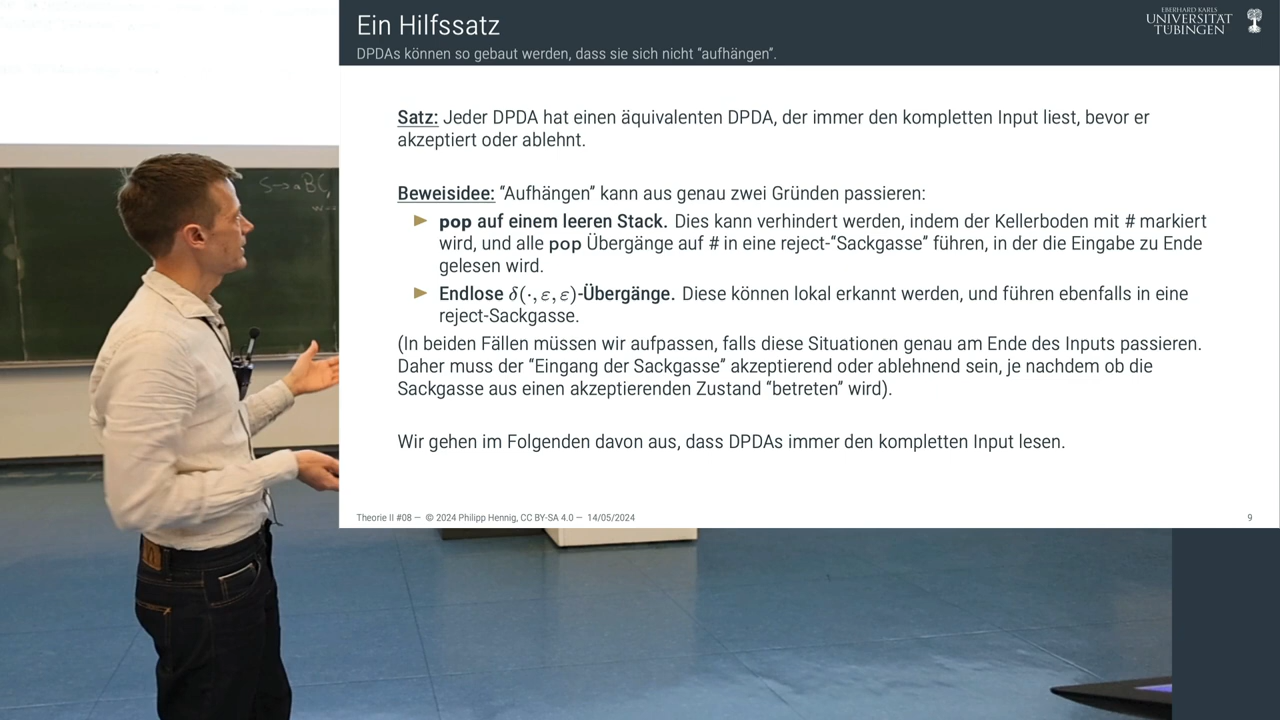 Ein Hilfssatz
DPDAs können so gebaut werden, dass sie sich nicht “aufhängen”.
EBERHARD KARLS
UNIVERSITÄT
TÜBINGEN
Satz: Jeder DPDA hat einen äquivalenten DPDA, der immer den kompletten Input liest, bevor er
akzeptiert oder ablehnt.
Beweisidee: “Aufhängen” kann aus genau zwei Gründen passieren:
▶ pop auf einem leeren Stack. Dies kann verhindert werden, indem der Kellerboden mit # markiert
wird, und alle pop Übergänge auf # in eine reject-“Sackgasse” führen, in der die Eingabe zu Ende
gelesen wird.
▶ Endlose δ(·, ε, ε)-Übergänge. Diese können lokal erkannt werden, und führen ebenfalls in eine
reject-Sackgasse.
(In beiden Fällen müssen wir aufpassen, falls diese Situationen genau am Ende des Inputs passieren.
Daher muss der “Eingang der Sackgasse” akzeptierend oder ablehnend sein, je nachdem ob die
Sackgasse aus einen akzeptierenden Zustand “betreten” wird).
Wir gehen im Folgenden davon aus, dass DPDAs immer den kompletten Input lesen.
Theorie II #08 — © 2024 Philipp Hennig, CC BY-SA 4.0 — 14/05/2024
9
S→aBC